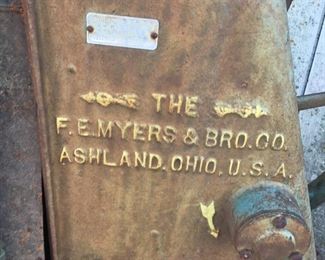 THE
F.E.MYERS & BRO.CO.
ASHLAND, OHIO, U.S.A.